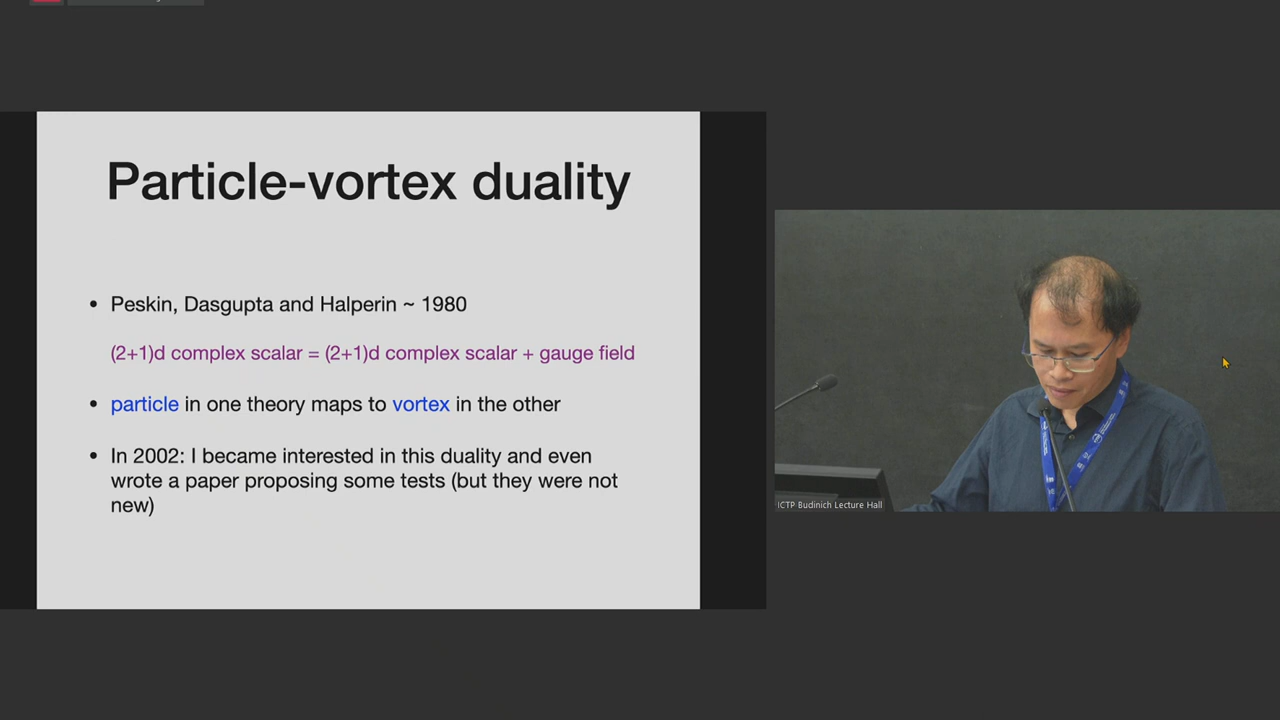 Particle-vortex duality
• Peskin, Dasgupta and Halperin ~ 1980
(2+1)d complex scalar = (2+1)d complex scalar + gauge field
• particle in one theory maps to vortex in the other
• In 2002: I became interested in this duality and even
wrote a paper proposing some tests (but they were not
new)
ICTP Budinich Lecture Hall